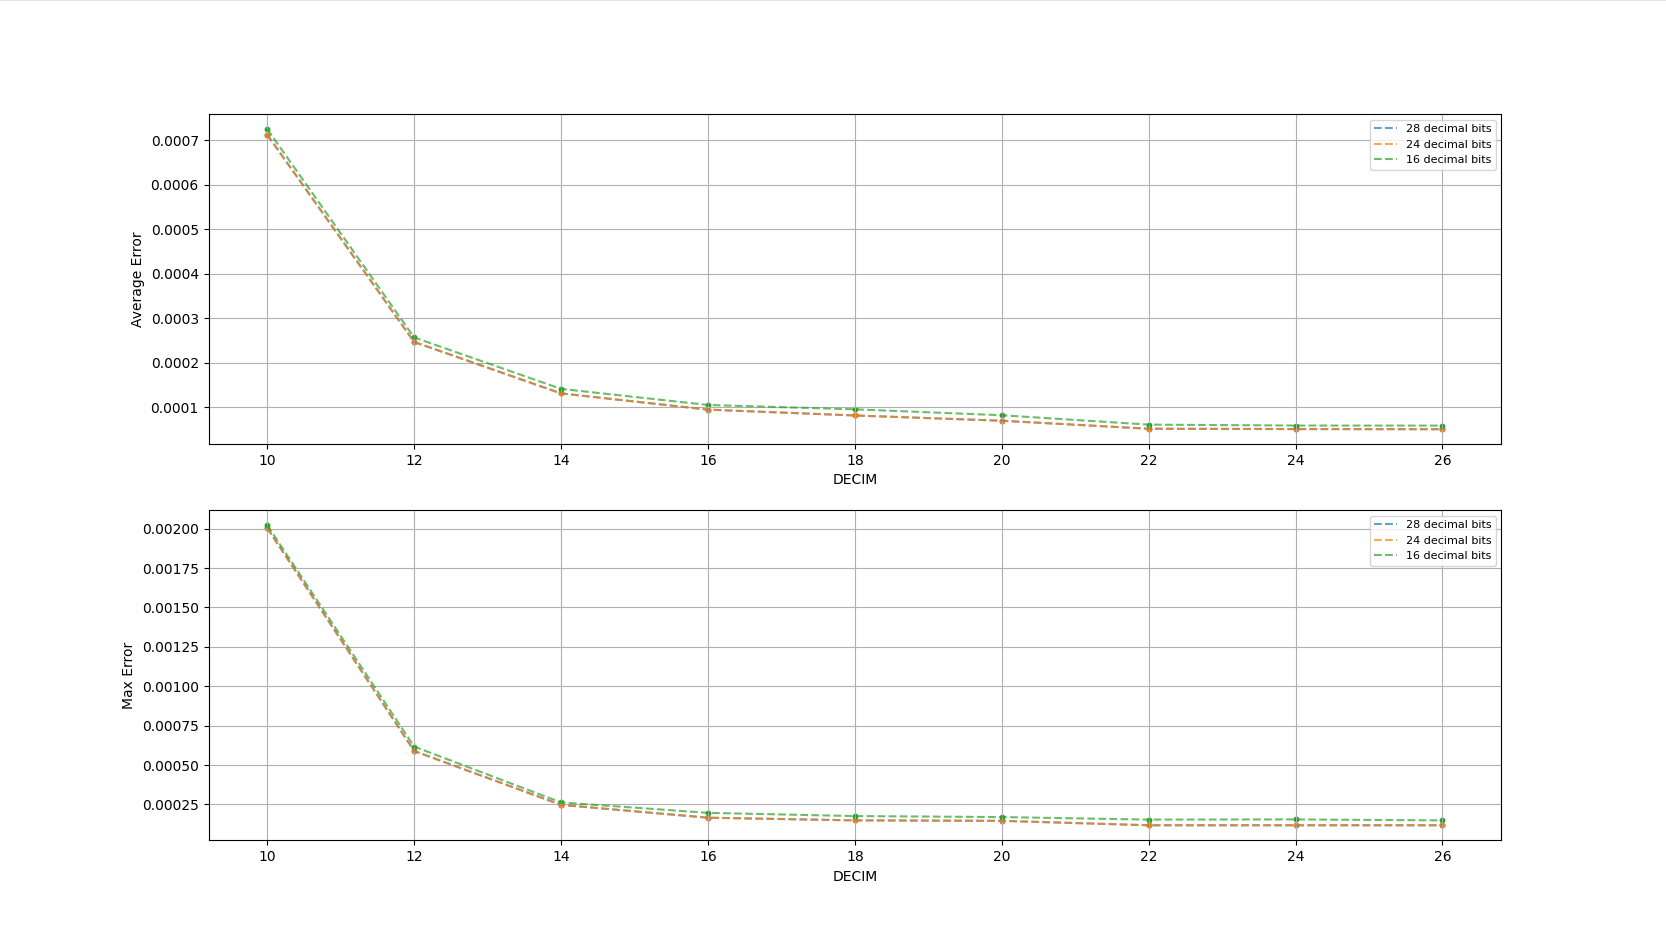 0.0007
0.0006
0.0005
0.0004
0.0003
0.0002
0.0001
Average Error
28 decimal bits
24 decimal bits
16 decimal bits
10 12 14 16 18 20 22 24 26
DECIM
0.00200
0.00175
0.00150
0.00125
0.00100
0.00075
0.00050
0.00025
Max Error
28 decimal bits
24 decimal bits
16 decimal bits
10 12 14 16 18 20 22 24 26
DECIM